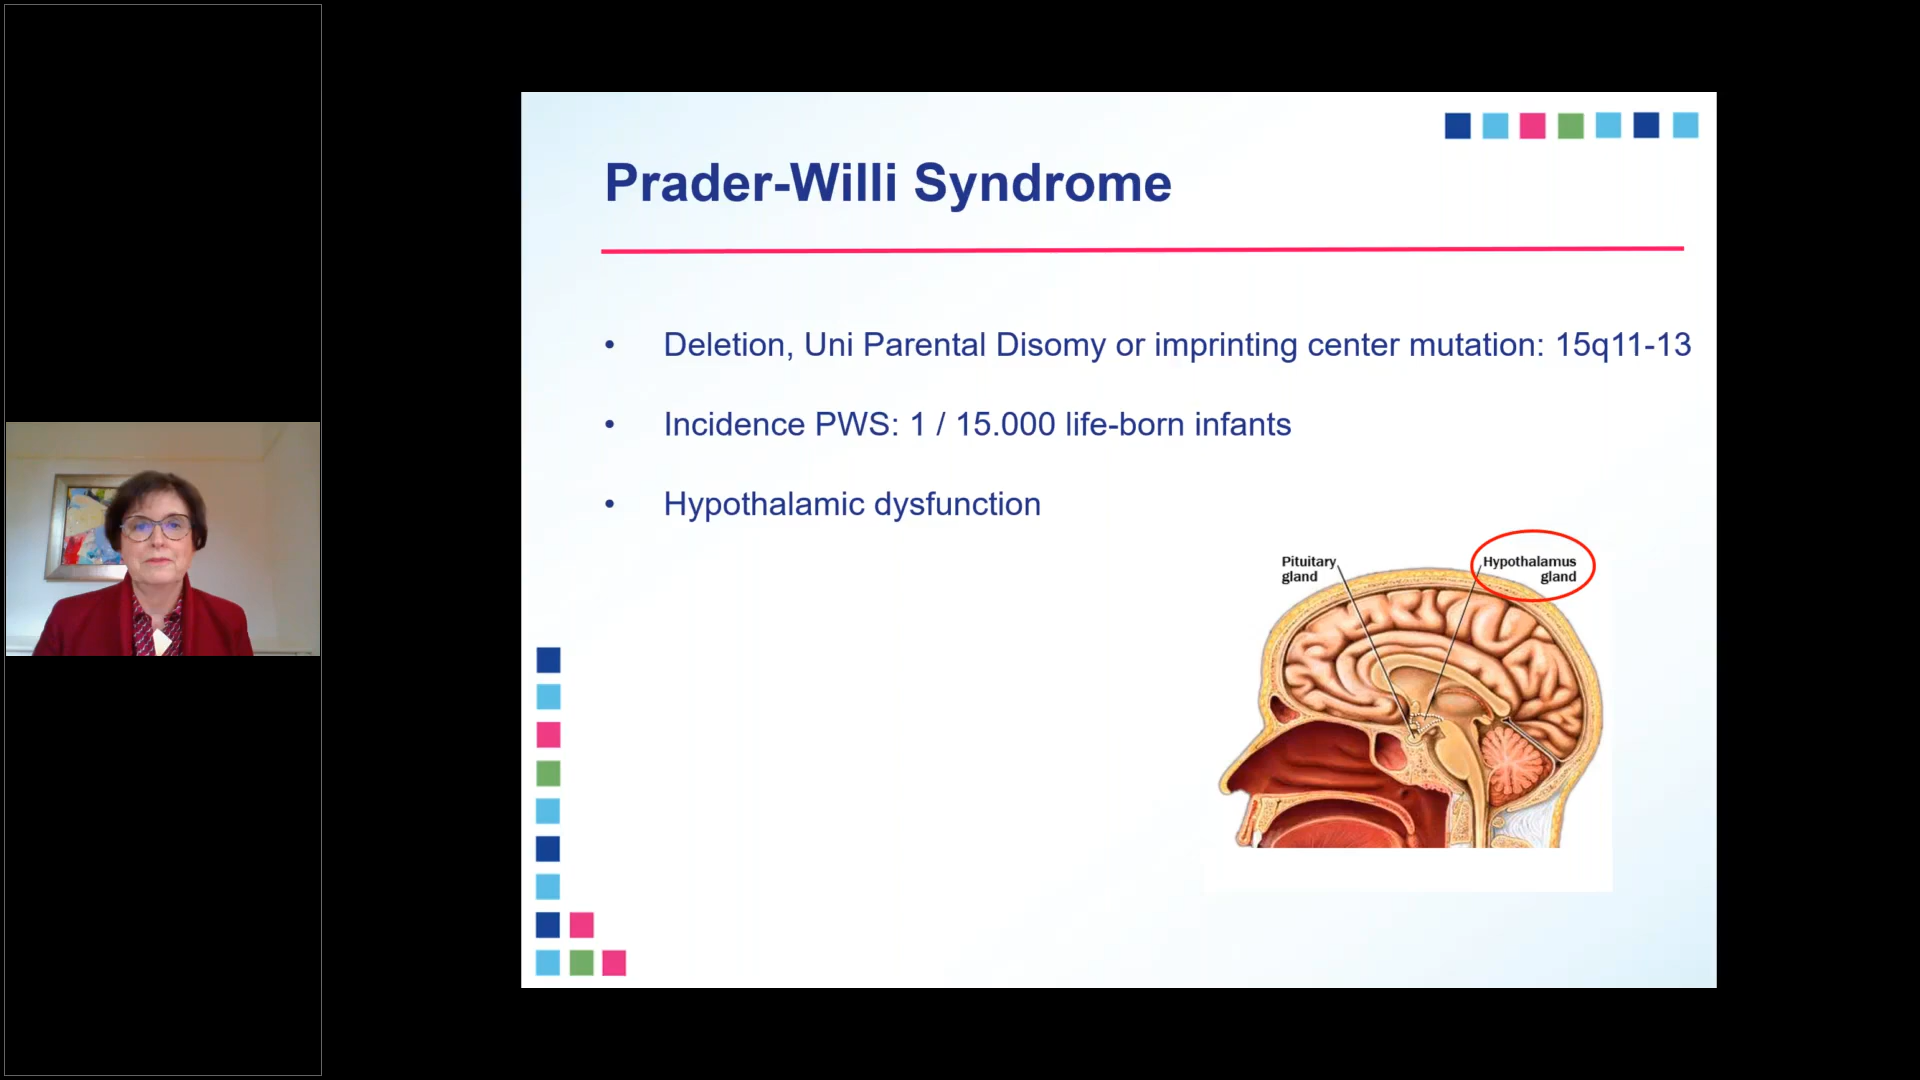 Prader-Willi Syndrome
• Deletion, Uni Parental Disomy or imprinting center mutation: 15q11-13
• Incidence PWS: 1 / 15.000 life-born infants
• Hypothalamic dysfunction
Pituitary
gland
Hypothalamus
gland